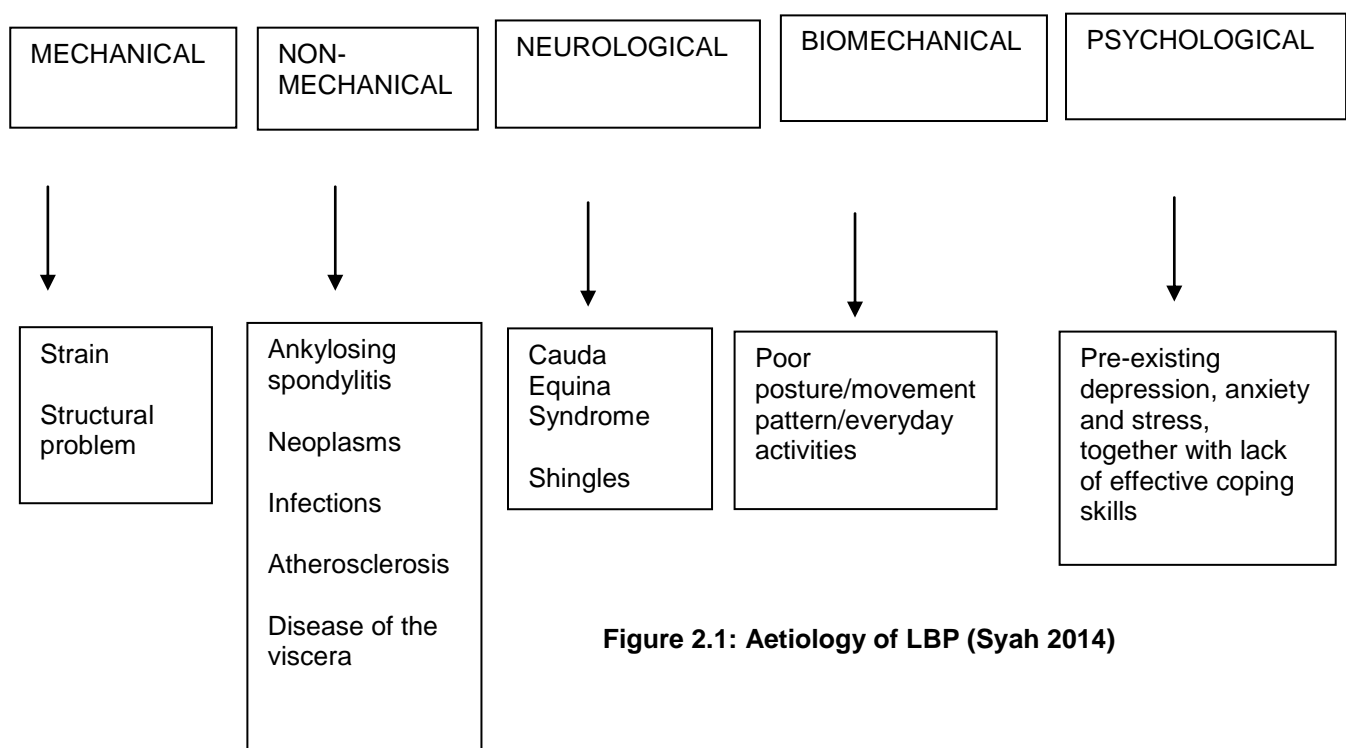 MECHANICAL
NON-
MECHANICAL
NEUROLOGICAL
BIOMECHANICAL
PSYCHOLOGICAL
Strain
Structural
problem
Ankylosing
spondylitis
Neoplasms
Infections
Atherosclerosis
Disease of the
viscera
Cauda
Equina
Syndrome
Shingles
Poor
posture/movement
pattern/everyday
activities
Pre-existing
depression, anxiety
and stress,
together with lack
of effective coping
skills
Figure 2.1: Aetiology of LBP (Syah 2014)